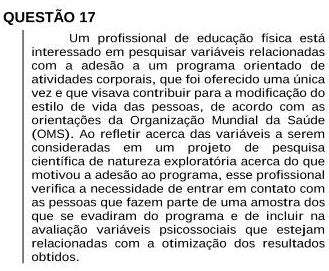 QUESTÃO 17
Um profissional de educação física está
interessado em pesquisar variáveis relacionadas
com a adesão a um programa orientado de
atividades corporais, que foi oferecido uma única
vez e que visava contribuir para a modificação do
estilo de vida das pessoas, de acordo com as
orientações da Organização Mundial da Saúde
(OMS). Ao refletir acerca das variáveis a serem
consideradas em um projeto de pesquisa
científica de natureza exploratória acerca do que
motivou a adesão ao programa, esse profissional
verifica a necessidade de entrar em contato com
as pessoas que fazem parte de uma amostra dos
que se evadiram do programa e de incluir na
avaliação variáveis psicossociais que estejam
relacionadas com a otimização dos resultados
obtidos.